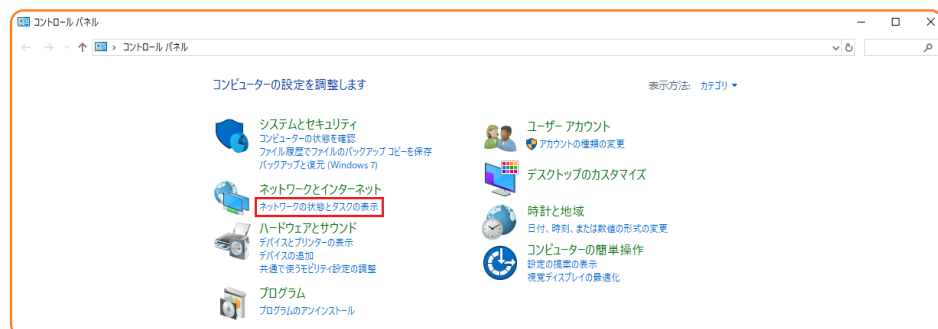 コントロール パネル
コントロール パネル
コンピューターの設定を調整します
表示方法: カテゴリ
システムとセキュリティ
コンピューターの状態を確認
ファイル履歴でファイルのバックアップ コピーを保存
バックアップと復元 (Windows 7)
ネットワークとインターネット
ネットワークの状態とタスクの表示
ハードウェアとサウンド
デバイスとプリンターの表示
デバイスの追加
共通で使うモビリティ設定の調整
プログラム
プログラムのアンインストール
ユーザー アカウント
アカウントの種類の変更
デスクトップのカスタマイズ
時計と地域
日付、時刻、または数値の形式の変更
コンピューターの簡単操作
設定の提案の表示
視覚ディスプレイの最適化